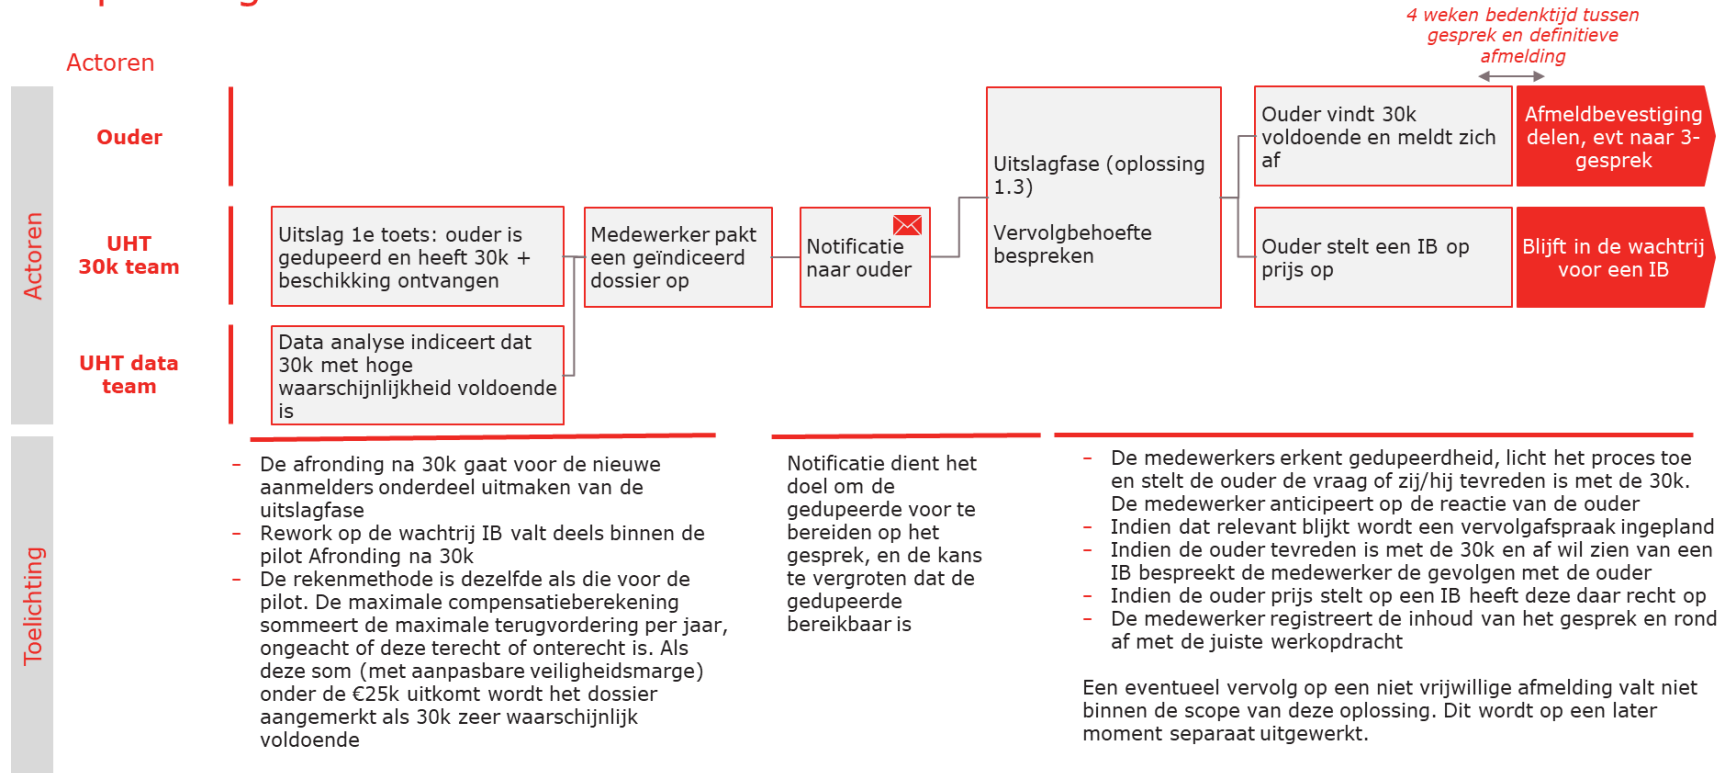 4 weken bedenktijd tussen
gesprek en definitieve
afmelding
Actoren
Actoren
Ouder
Ouder vindt 30k
voldoende en meldt zich
af
Afmeldbevestiging
delen, evt naar 3-
gesprek
Uitslagfase (oplossing
1.3)
Vervolgbehoefte
bespreken
UHT
30k team
Uitslag 1e toets: ouder is
gedupeerd en heeft 30k +
beschikking ontvangen
Medewerker pakt
een geïndiceerd
dossier op
Notificatie
naar ouder
Ouder stelt een IB op
prijs op
Blijft in de wachtrij
voor een IB
UHT data
team
Data analyse indiceert dat
30k met hoge
waarschijnlijkheid voldoende
is
Toelichting
– De afronding na 30k gaat voor de nieuwe
aanmelders onderdeel uitmaken van de
uitslagfase
– Rework op de wachtrij IB valt deels binnen de
pilot Afronding na 30k
– De rekenmethode is dezelfde als die voor de
pilot. De maximale compensatieberekening
sommeert de maximale terugvordering per jaar,
ongeacht of deze terecht of onterecht is. Als
deze som (met aanpasbare veiligheidsmarge)
onder de €25k uitkomt wordt het dossier
aangemerkt als 30k zeer waarschijnlijk
voldoende
Notificatie dient het
doel om de
gedupeerde voor te
bereiden op het
gesprek, en de kans
te vergroten dat de
gedupeerde
bereikbaar is
– De medewerkers erkent gedupeerdheid, licht het proces toe
en stelt de ouder de vraag of zij/hij tevreden is met de 30k.
De medewerker anticipeert op de reactie van de ouder
– Indien dat relevant blijkt wordt een vervolgafspraak ingepland
– Indien de ouder tevreden is met de 30k en af wil zien van een
IB bespreekt de medewerker de gevolgen met de ouder
– Indien de ouder prijs stelt op een IB heeft deze daar recht op
– De medewerker registreert de inhoud van het gesprek en rond
af met de juiste werkopdracht
Een eventueel vervolg op een niet vrijwillige afmelding valt niet
binnen de scope van deze oplossing. Dit wordt op een later
moment separaat uitgewerkt.